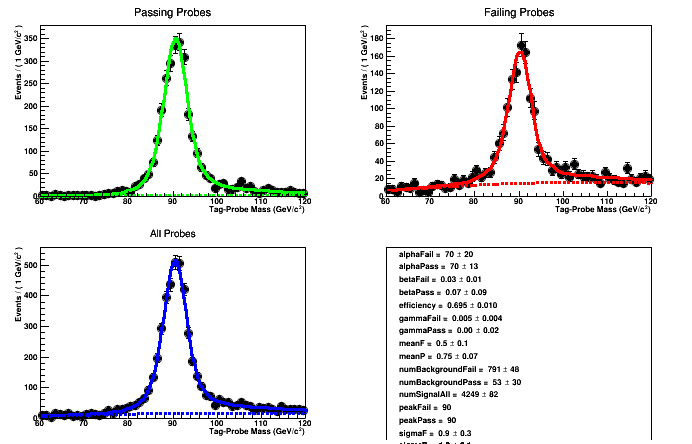 Passing Probes
Events / ( 1 GeV/c² )
350
300
250
200
150
100
50
0
60 70 80 90 100 110 120
Tag-Probe Mass (GeV/c²)
Failing Probes
Events / ( 1 GeV/c² )
180
160
140
120
100
80
60
40
20
0
60 70 80 90 100 110 120
Tag-Probe Mass (GeV/c²)
All Probes
Events / ( 1 GeV/c² )
500
400
300
200
100
0
60 70 80 90 100 110 120
Tag-Probe Mass (GeV/c²)
alphaFail = 70 ± 20
alphaPass = 70 ± 13
betaFail = 0.03 ± 0.01
betaPass = 0.07 ± 0.09
efficiency = 0.695 ± 0.010
gammaFail = 0.005 ± 0.004
gammaPass = 0.00 ± 0.02
meanF = 0.5 ± 0.1
meanP = 0.75 ± 0.07
numBackgroundFail = 791 ± 48
numBackgroundPass = 53 ± 30
numSignalAll = 4249 ± 82
peakFail = 90
peakPass = 90
sigmaF = 0.9 ± 0.3